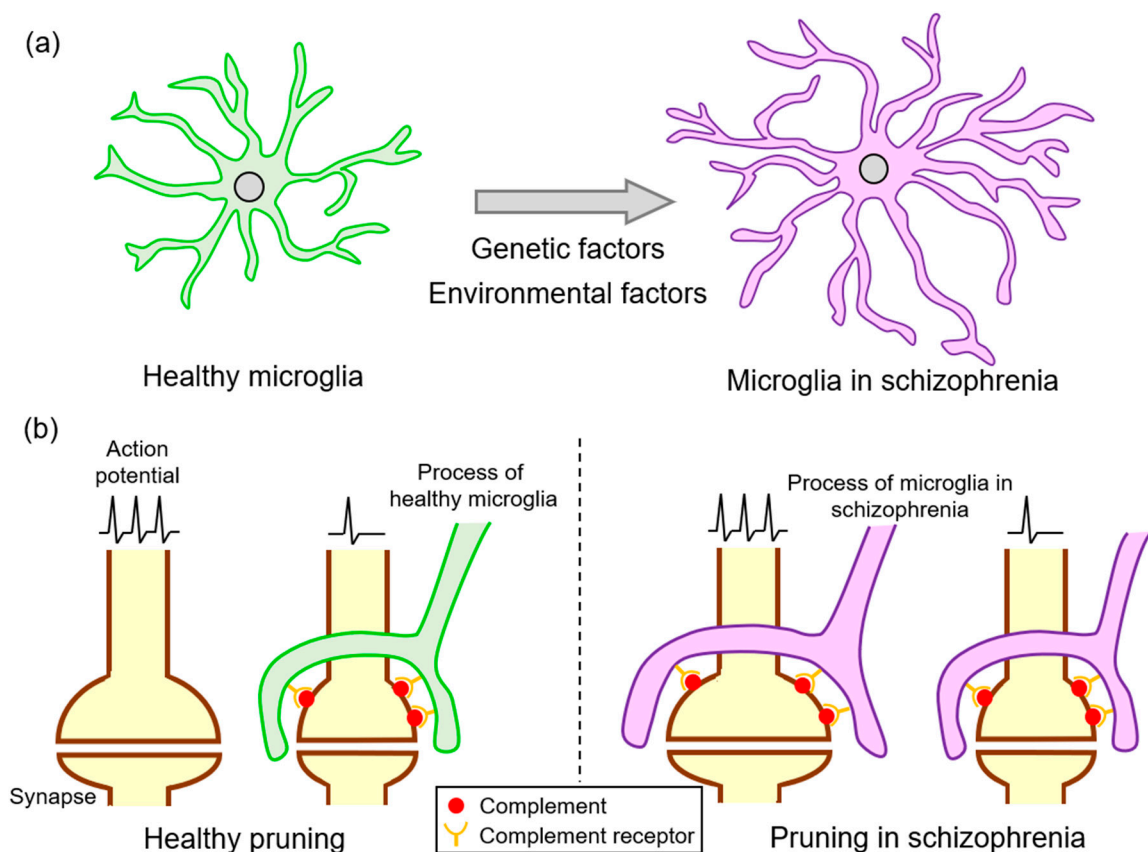 (a)
Genetic factors
Environmental factors
Healthy microglia
Microglia in schizophrenia
(b)
Action
potential
Process of
healthy microglia
Process of microglia in
schizophrenia
Synapse
Complement
Complement receptor
Healthy pruning
Pruning in schizophrenia